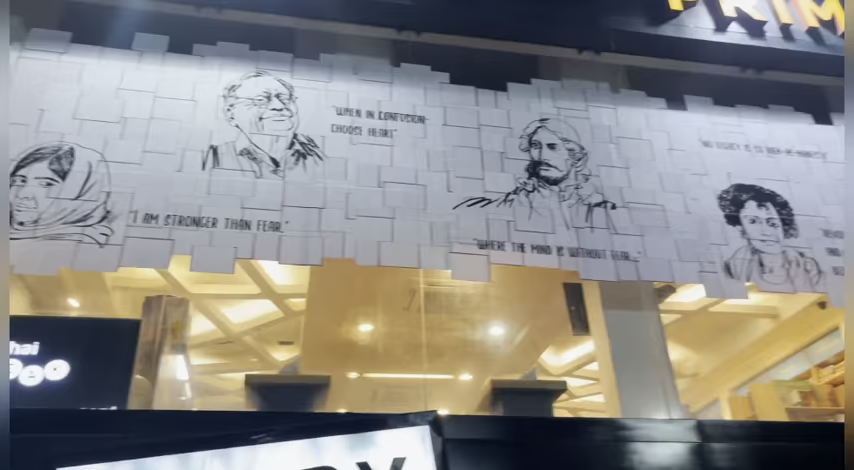 PRIM
"WHEN IN CONFUSION
CHOOSE HEART"
"I AM STRONGER THAN FEAR."
"WHERE THE MIND IS WITHOUT FEAR..."
"NO LEGACY IS SO RICH AS HONESTY"
hai